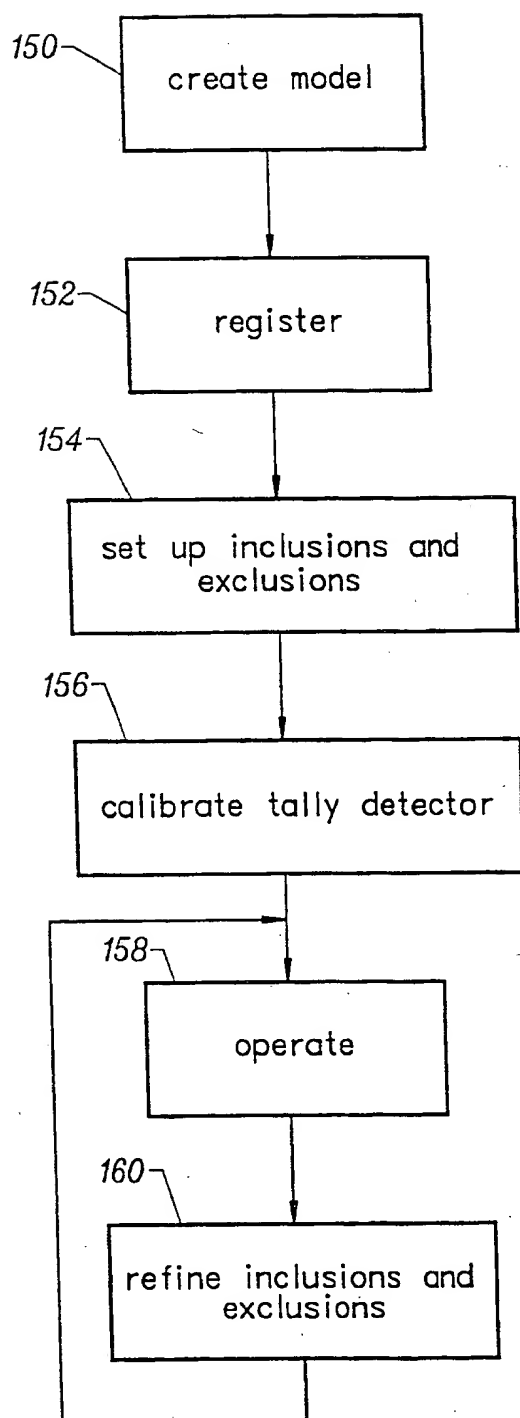 150
create model
152
register
154
set up inclusions and
exclusions
156
calibrate tally detector
158
operate
160
refine inclusions and
exclusions